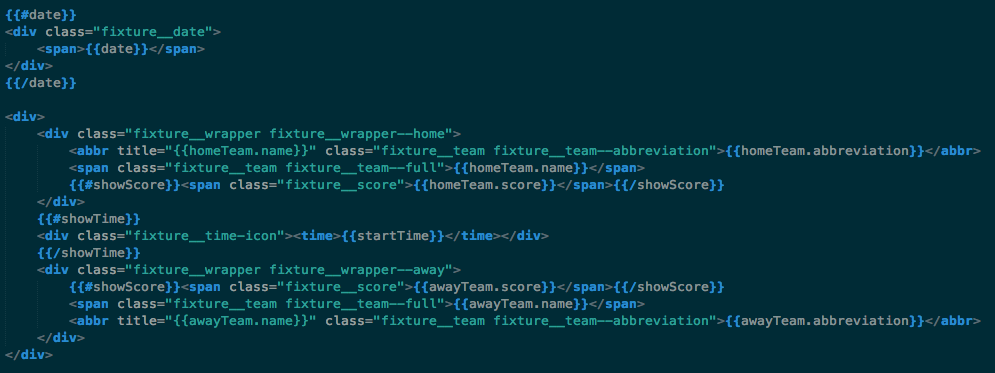 {{#date}}
<div class="fixture__date">
    <span>{{date}}</span>
</div>
{{/date}}

<div>
    <div class="fixture__wrapper fixture__wrapper--home">
        <abbr title="{{homeTeam.name}}" class="fixture__team fixture__team--abbreviation">{{homeTeam.abbreviation}}</abbr>
        <span class="fixture__team fixture__team--full">{{homeTeam.name}}</span>
        {{#showScore}}<span class="fixture__score">{{homeTeam.score}}</span>{{/showScore}}
    </div>
    {{#showTime}}
    <div class="fixture__time-icon"><time>{{startTime}}</time></div>
    {{/showTime}}
    <div class="fixture__wrapper fixture__wrapper--away">
        {{#showScore}}<span class="fixture__score">{{awayTeam.score}}</span>{{/showScore}}
        <span class="fixture__team fixture__team--full">{{awayTeam.name}}</span>
        <abbr title="{{awayTeam.name}}" class="fixture__team fixture__team--abbreviation">{{awayTeam.abbreviation}}</abbr>
    </div>
</div>